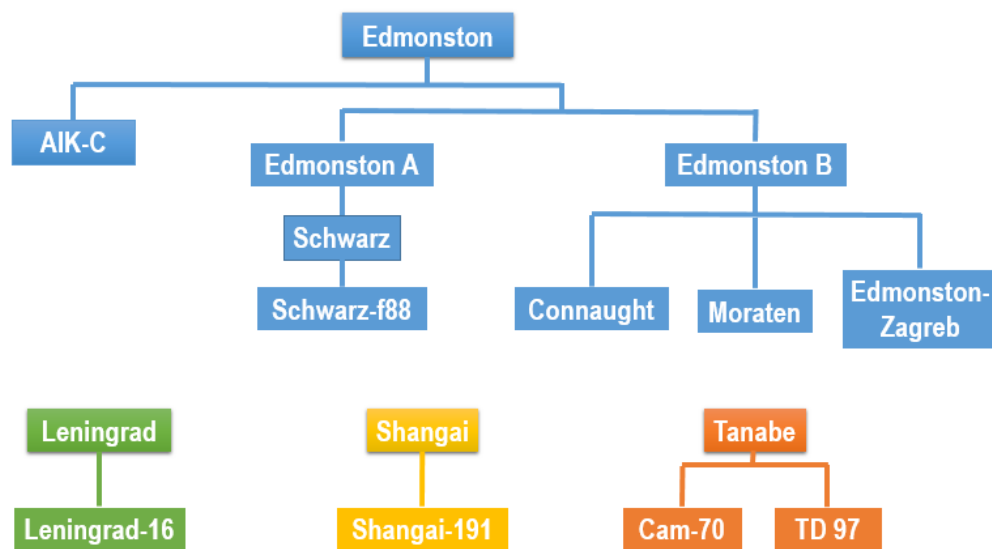 Edmonston
AIK-C
Edmonston A
Edmonston B
Schwarz
Schwarz-f88
Connaught
Moraten
Edmonston-
Zagreb
Leningrad
Shangai
Tanabe
Leningrad-16
Shangai-191
Cam-70
TD 97